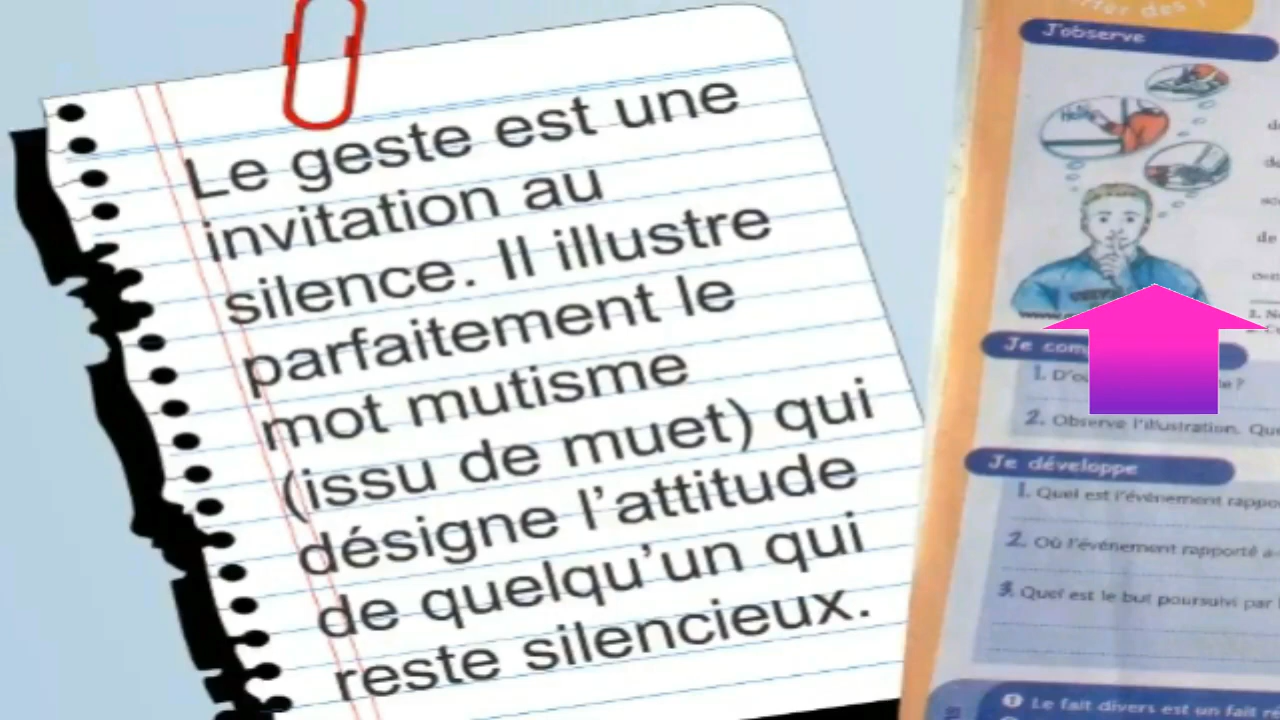 Le geste est une
invitation au
silence. Il illustre
parfaitement le
mot mutisme
(issu de muet) qui
désigne l'attitude
de quelqu'un qui
reste silencieux.
J'observe
Je com
1. D'o
2. Observe l'illustration. Que
Je développe
1. Quel est l'événement rappo
2. Où l'événement rapporté a-
3. Quel est le but poursuivi par
Le fait divers est un fait ré